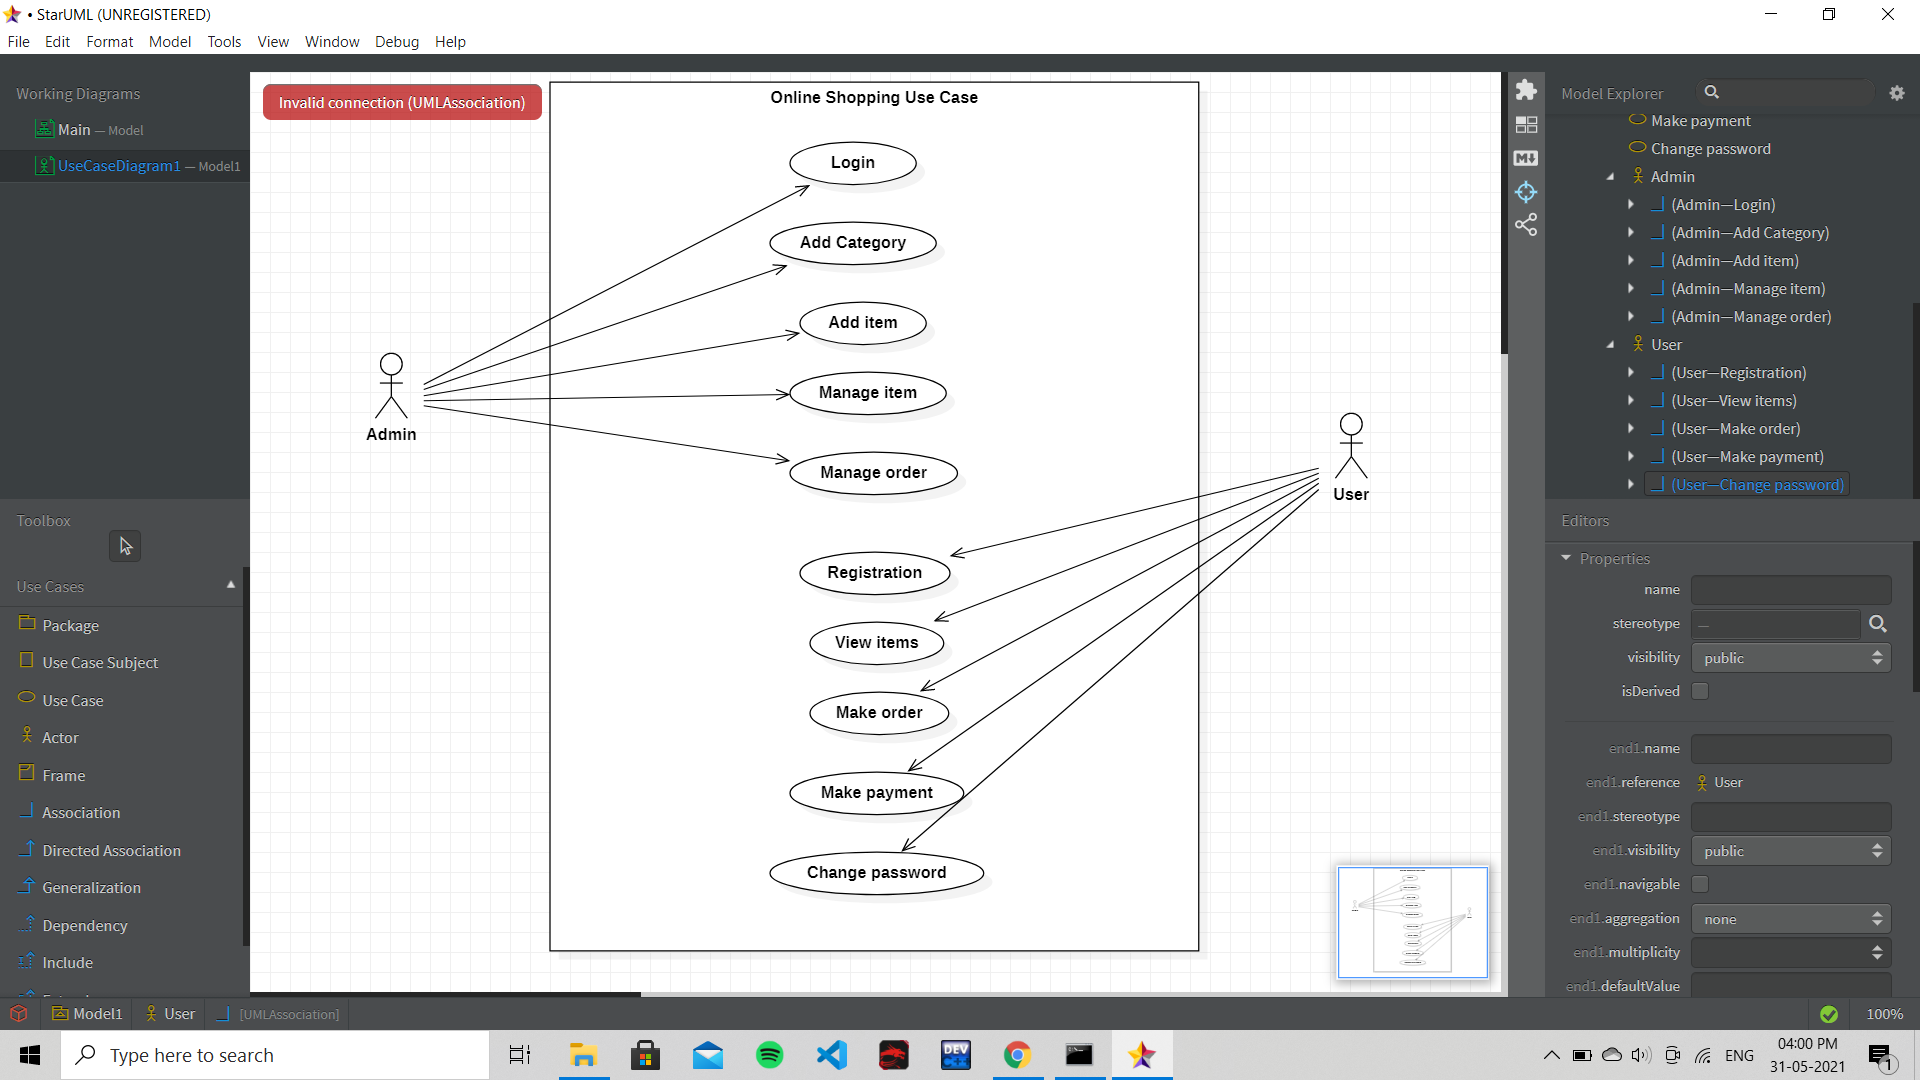 • StarUML (UNREGISTERED)
File Edit Format Model Tools View Window Debug Help
Working Diagrams
Main — Model
UseCaseDiagram1 — Model1
Toolbox
Use Cases
Package
Use Case Subject
Use Case
Actor
Frame
Association
Directed Association
Generalization
Dependency
Include
Invalid connection (UMLAssociation)
Online Shopping Use Case
Login
Add Category
Add item
Manage item
Manage order
Admin
User
Registration
View items
Make order
Make payment
Change password
Model Explorer
Make payment
Change password
Admin
(Admin—Login)
(Admin—Add Category)
(Admin—Add item)
(Admin—Manage item)
(Admin—Manage order)
User
(User—Registration)
(User—View items)
(User—Make order)
(User—Make payment)
(User—Change password)
Editors
Properties
name
stereotype —
visibility public
isDerived
end1.name
end1.reference User
end1.stereotype
end1.visibility public
end1.navigable
end1.aggregation none
end1.multiplicity
end1.defaultValue
Model1 User [UMLAssociation] 100%
Type here to search
DEV
ENG
04:00 PM
31-05-2021
1